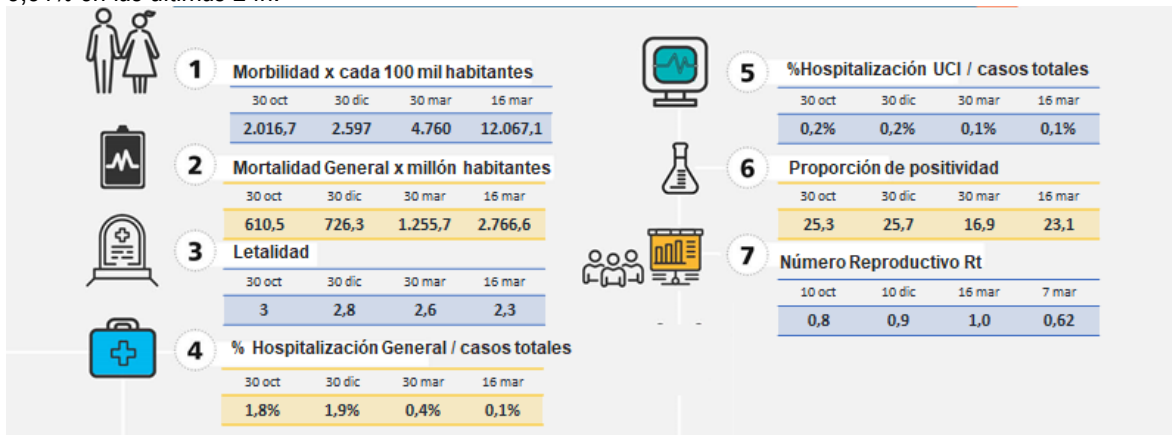 1 Morbilidad x cada 100 mil habitantes
30 oct 30 dic 30 mar 16 mar
2.016,7 2.597 4.760 12.067,1
2 Mortalidad General x millón habitantes
30 oct 30 dic 30 mar 16 mar
610,5 726,3 1.255,7 2.766,6
3 Letalidad
30 oct 30 dic 30 mar 16 mar
3 2,8 2,6 2,3
4 % Hospitalización General / casos totales
30 oct 30 dic 30 mar 16 mar
1,8% 1,9% 0,4% 0,1%
5 %Hospitalización UCI / casos totales
30 oct 30 dic 30 mar 16 mar
0,2% 0,2% 0,1% 0,1%
6 Proporción de positividad
30 oct 30 dic 30 mar 16 mar
25,3 25,7 16,9 23,1
7 Número Reproductivo Rt
10 oct 10 dic 16 mar 7 mar
0,8 0,9 1,0 0,62